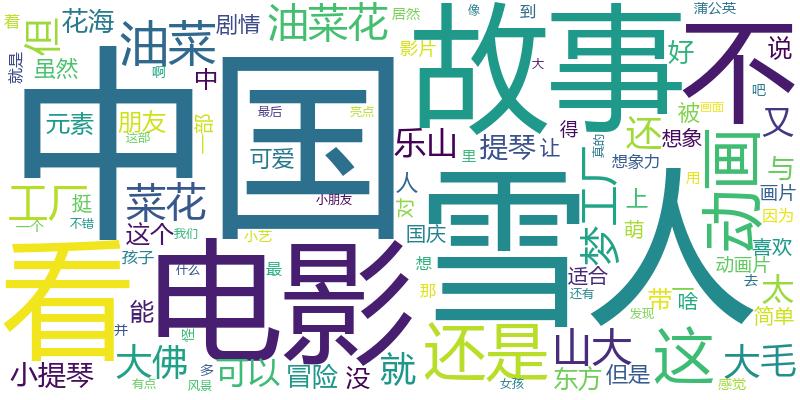 着 花海 剧情 油菜花 居然 像 到 蒲公英
但 油菜 影片 故事 不 说
就是 虽然 啊 中 好
中国 大 吧
元素 朋友 一部 最后 亮点 被 画面 又
这部 乐山 提琴 让 得 还 想象
可爱 里 真的 想象力 动画 与
工厂 挺 菜花 小朋友 人 对 雪人 梦工厂 上 画片
一个 不错 这个 我们 小艺 国庆 萌 用 因为
看 电影 孩子 什么 最 想 适合 动画片 喜欢
能 那 还有 带 一 啥 去 太
并 在 发现 简单
大佛 多 可以 冒险 没 就 还是 山大 这 大毛
小提琴 有点 风景 女孩 东方 但是 感觉